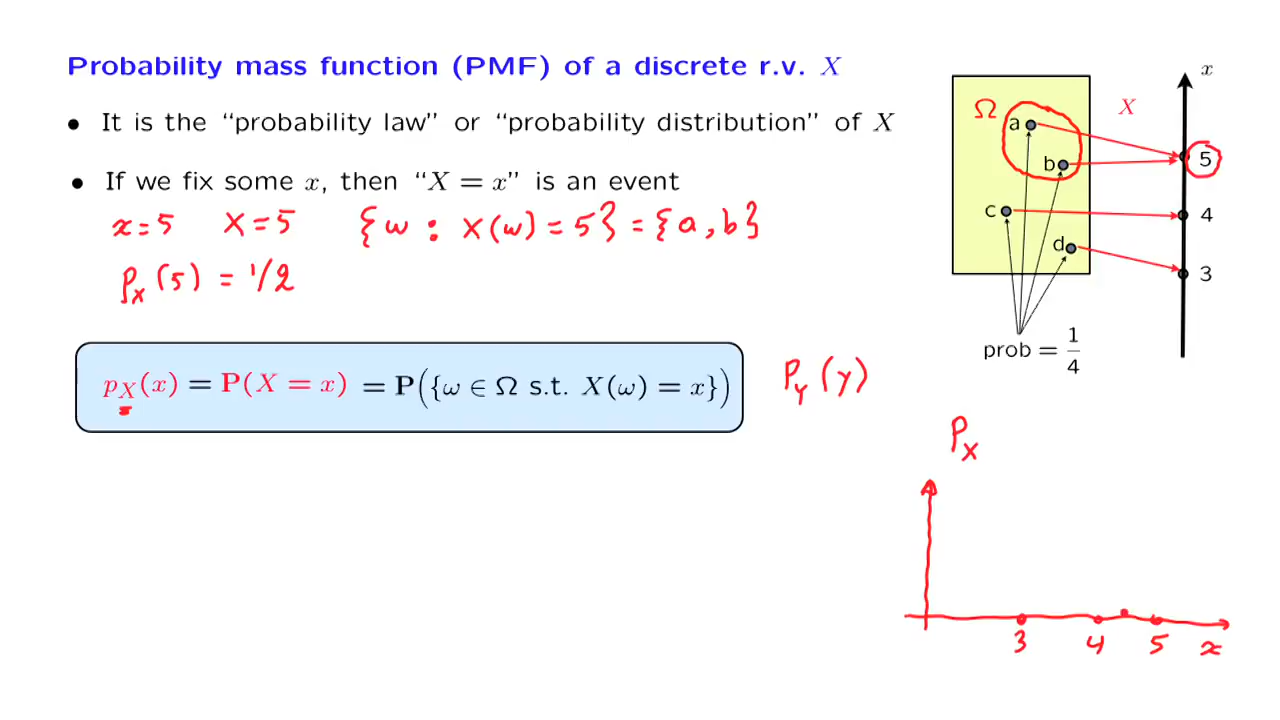 Probability mass function (PMF) of a discrete r.v. X
• It is the “probability law” or “probability distribution” of X
• If we fix some x, then “X = x” is an event
x=5 X=5 {ω : X(ω) = 5} = {a, b}
p_X(5) = 1/2
p_X(x) = P(X = x) = P({ω ∈ Ω s.t. X(ω) = x})
P_Y(y)
x
Ω
X
a
b
c
d
5
4
3
prob = 1/4
P_X
3 4 5 x